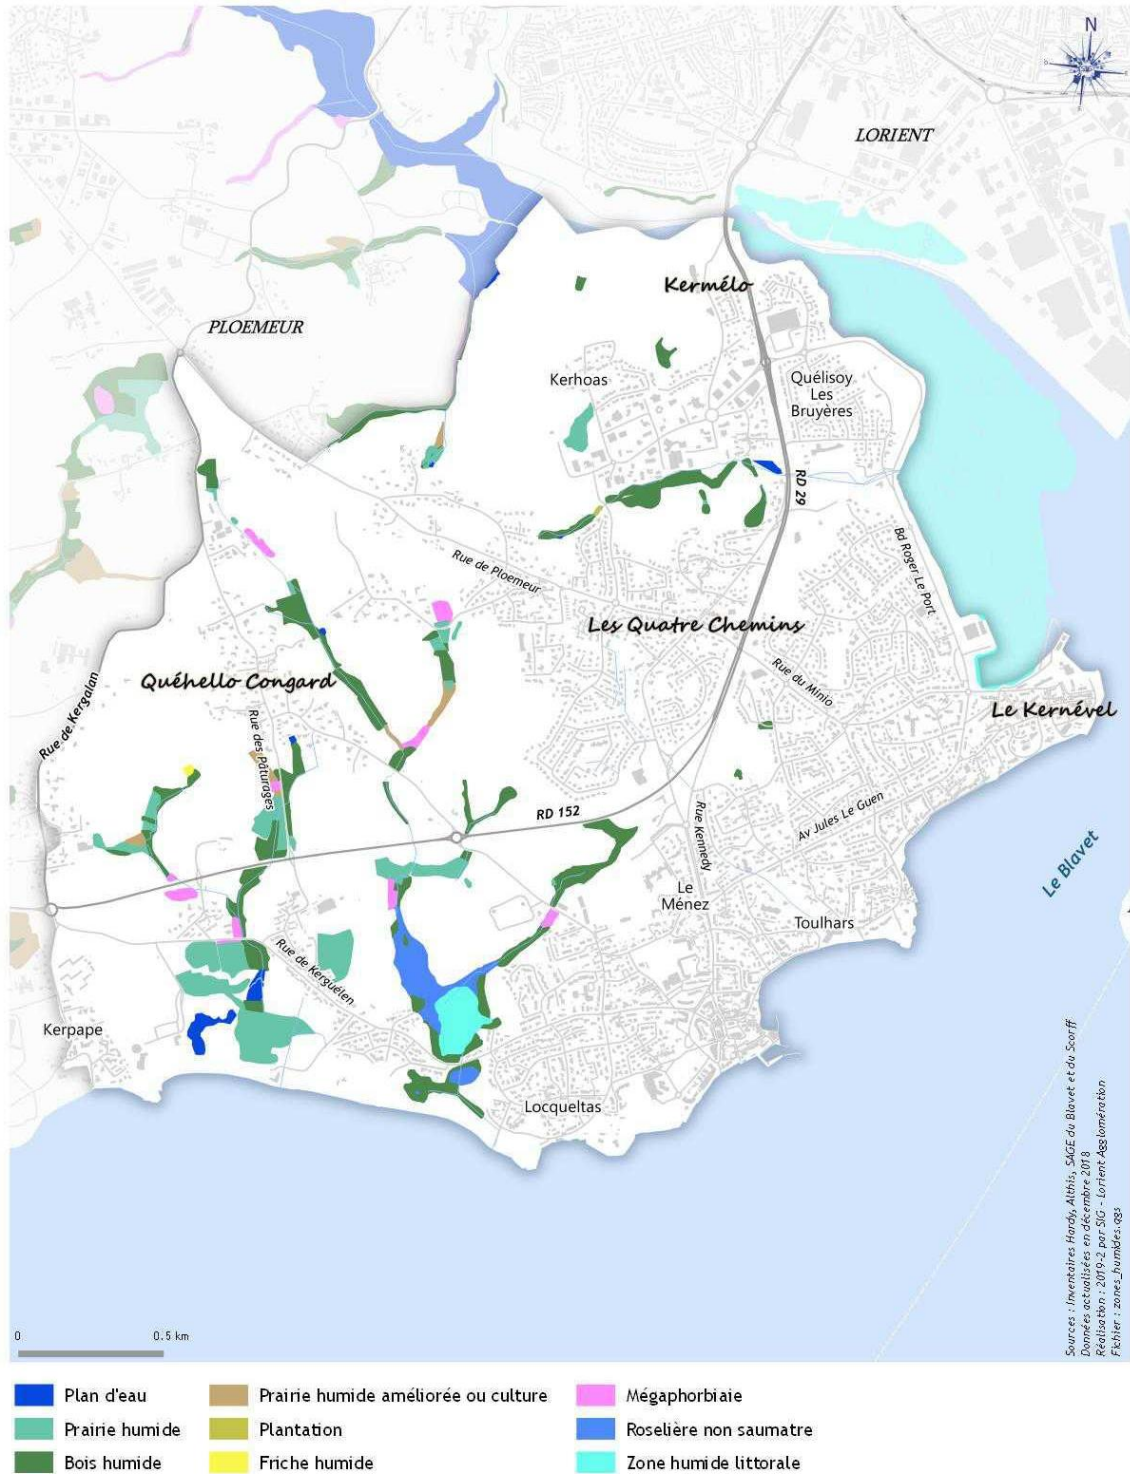 N
LORIENT
Kermélo
PLOEMEUR
Kerhoas
Quélisoy
Les
Bruyères
RD 29
Rue de Ploemeur
Bd Roger Le Port
Les Quatre Chemins
Rue du Minio
Quéhello Congard
Le Kernével
Rue de Kergalan
Rue des Pâturages
RD 152
Av Jules Le Guen
Rue Kennedy
Le Blavet
Le
Ménez
Toulhars
Rue de Kerguélen
Kerpape
Locqueltas
Sources : Inventaires Hardy, Althis, SAGE du Blavet et du Scorff
Données actualisées en décembre 2018
Réalisation : 2019-2 par SIG - Lorient Agglomération
Fichier : zones_humides.qgs
0 0.5 km
Plan d'eau
Prairie humide améliorée ou culture
Mégaphorbiaie
Prairie humide
Plantation
Roselière non saumatre
Bois humide
Friche humide
Zone humide littorale